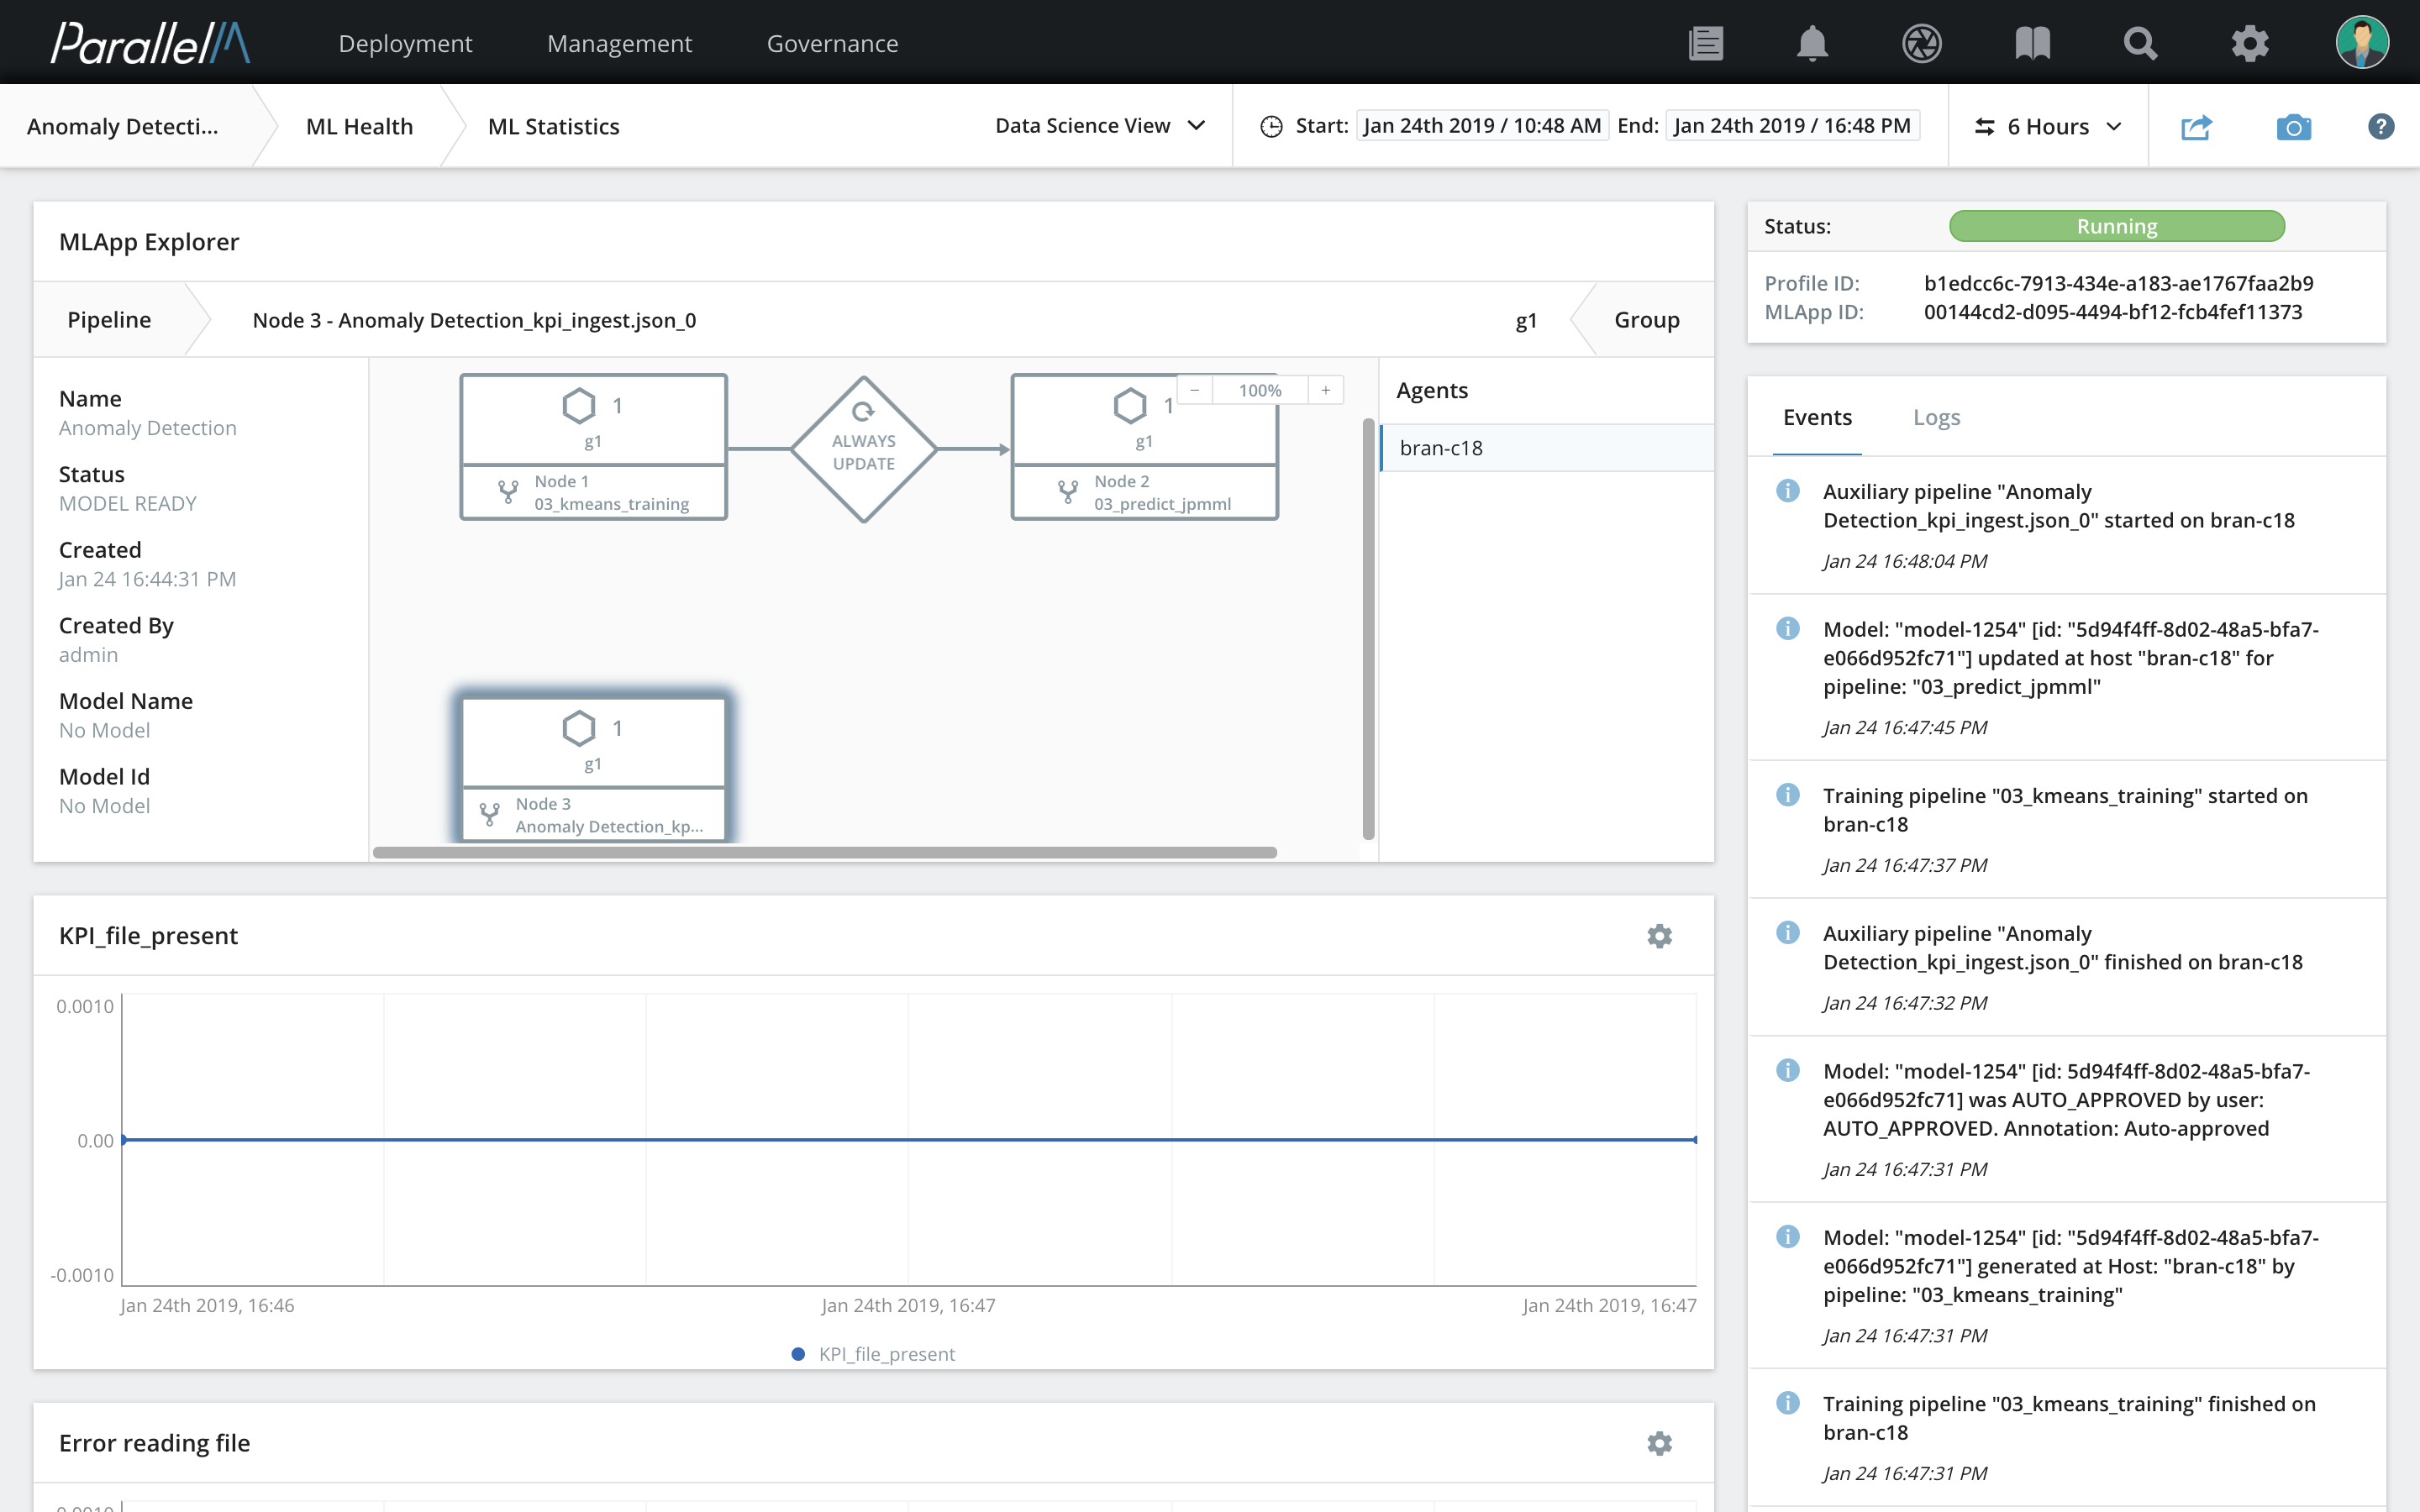 ParallelM
Deployment
Management
Governance
Anomaly Detecti...
ML Health
ML Statistics
Data Science View
Start: Jan 24th 2019 / 10:48 AM End: Jan 24th 2019 / 16:48 PM
6 Hours
?
MLApp Explorer
Pipeline
Node 3 - Anomaly Detection_kpi_ingest.json_0
g1
Group
Name
Anomaly Detection
Status
MODEL READY
Created
Jan 24 16:44:31 PM
Created By
admin
Model Name
No Model
Model Id
No Model
1
g1
Node 1
03_kmeans_training
ALWAYS
UPDATE
1
g1
Node 2
03_predict_jpmml
− 100% +
1
g1
Node 3
Anomaly Detection_kp...
Agents
bran-c18
KPI_file_present
0.0010
0.00
-0.0010
Jan 24th 2019, 16:46
Jan 24th 2019, 16:47
Jan 24th 2019, 16:47
KPI_file_present
Error reading file
0.0010
Status:
Running
Profile ID: b1edcc6c-7913-434e-a183-ae1767faa2b9
MLApp ID: 00144cd2-d095-4494-bf12-fcb4fef11373
Events
Logs
Auxiliary pipeline "Anomaly
Detection_kpi_ingest.json_0" started on bran-c18
Jan 24 16:48:04 PM
Model: "model-1254" [id: "5d94f4ff-8d02-48a5-bfa7-
e066d952fc71"] updated at host "bran-c18" for
pipeline: "03_predict_jpmml"
Jan 24 16:47:45 PM
Training pipeline "03_kmeans_training" started on
bran-c18
Jan 24 16:47:37 PM
Auxiliary pipeline "Anomaly
Detection_kpi_ingest.json_0" finished on bran-c18
Jan 24 16:47:32 PM
Model: "model-1254" [id: 5d94f4ff-8d02-48a5-bfa7-
e066d952fc71] was AUTO_APPROVED by user:
AUTO_APPROVED. Annotation: Auto-approved
Jan 24 16:47:31 PM
Model: "model-1254" [id: "5d94f4ff-8d02-48a5-bfa7-
e066d952fc71"] generated at Host: "bran-c18" by
pipeline: "03_kmeans_training"
Jan 24 16:47:31 PM
Training pipeline "03_kmeans_training" finished on
bran-c18
Jan 24 16:47:31 PM